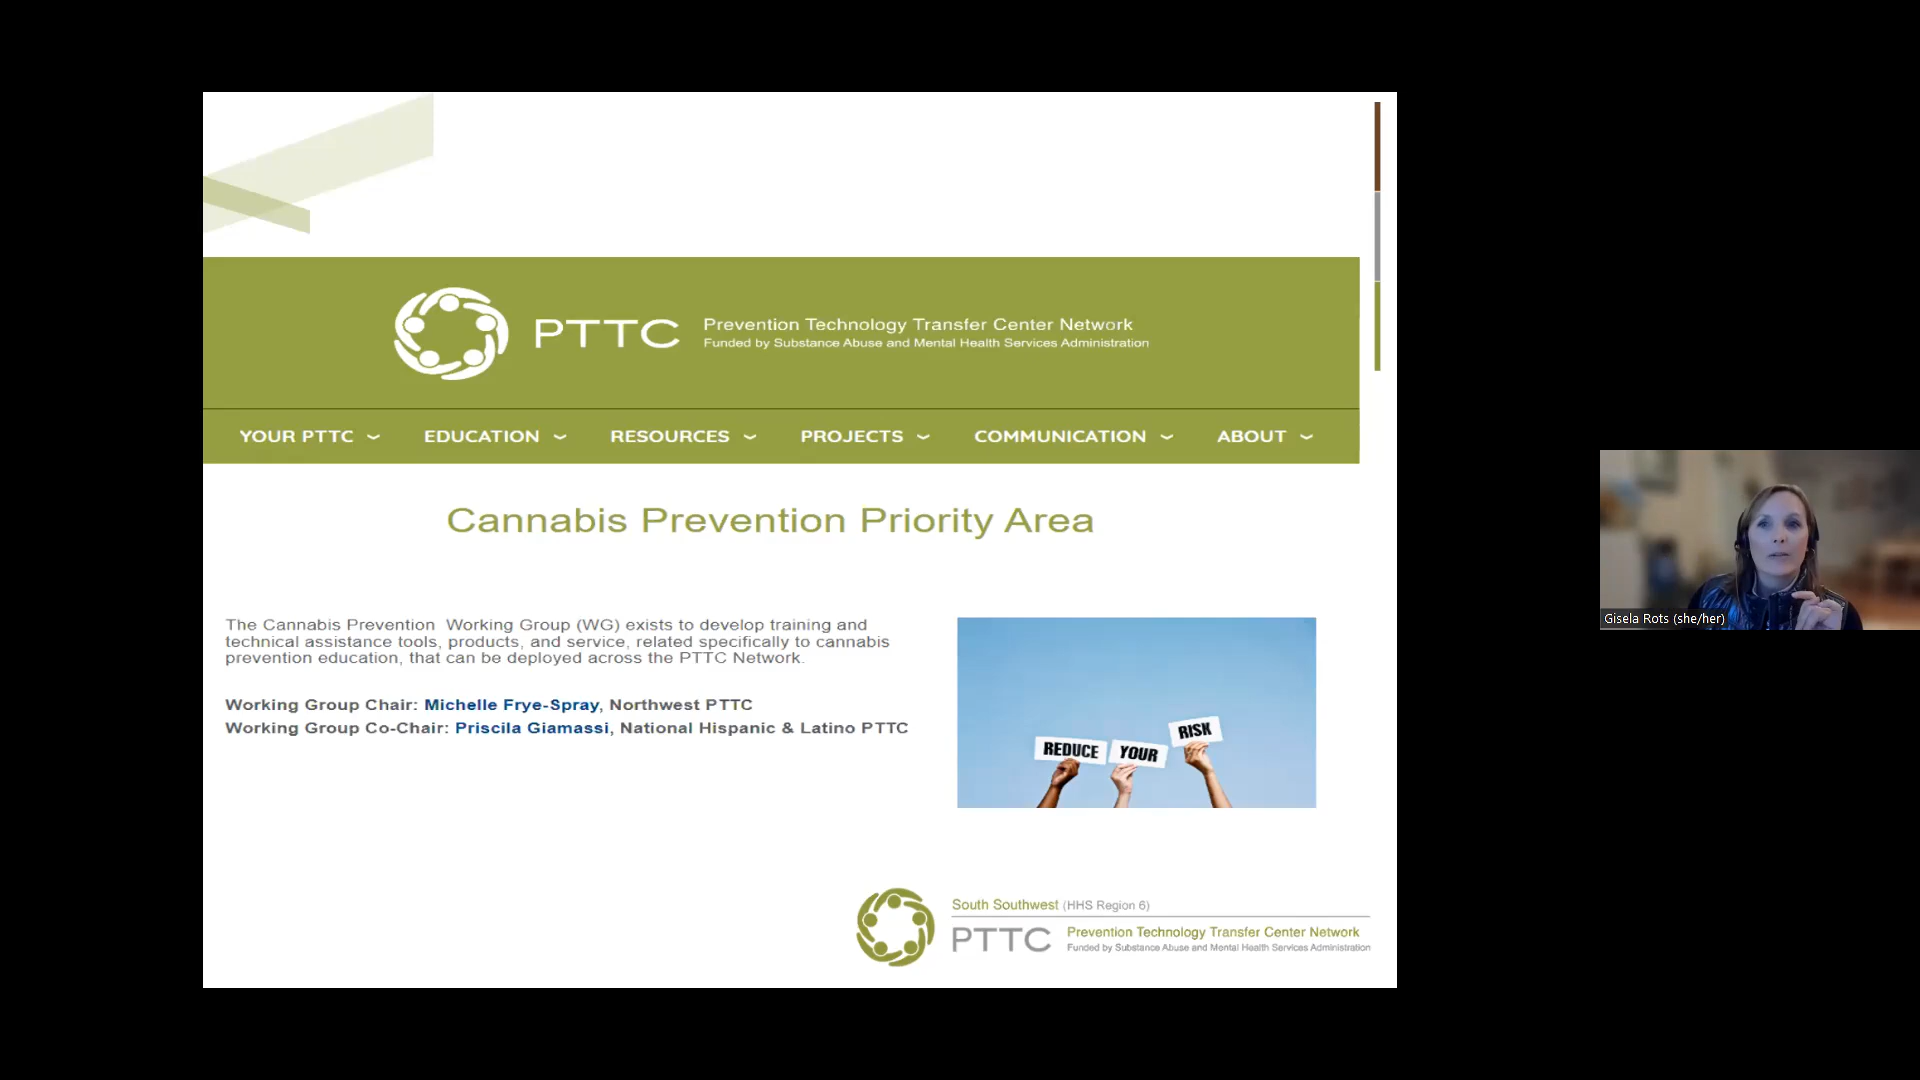 PTTC
Prevention Technology Transfer Center Network
Funded by Substance Abuse and Mental Health Services Administration
YOUR PTTC
EDUCATION
RESOURCES
PROJECTS
COMMUNICATION
ABOUT
Cannabis Prevention Priority Area
The Cannabis Prevention Working Group (WG) exists to develop training and
technical assistance tools, products, and service, related specifically to cannabis
prevention education, that can be deployed across the PTTC Network.
Working Group Chair: Michelle Frye-Spray, Northwest PTTC
Working Group Co-Chair: Priscila Giamassi, National Hispanic & Latino PTTC
REDUCE YOUR RISK
South Southwest (HHS Region 6)
PTTC
Prevention Technology Transfer Center Network
Funded by Substance Abuse and Mental Health Services Administration
Gisela Rots (she/her)